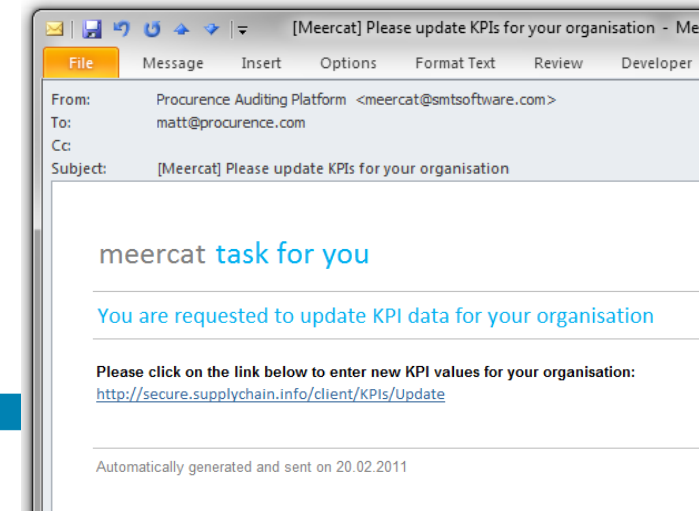 [Meercat] Please update KPIs for your organisation - Me
File Message Insert Options Format Text Review Developer
From: Procurence Auditing Platform <meercat@smtsoftware.com>
To: matt@procurence.com
Cc:
Subject: [Meercat] Please update KPIs for your organisation
meercat task for you
You are requested to update KPI data for your organisation
Please click on the link below to enter new KPI values for your organisation:
http://secure.supplychain.info/client/KPIs/Update
Automatically generated and sent on 20.02.2011